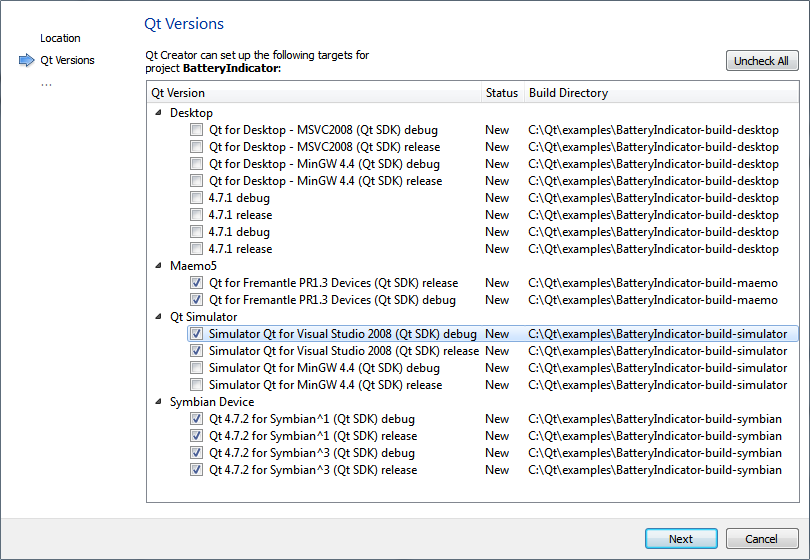 Qt Versions
Location
Qt Versions
...
Qt Creator can set up the following targets for
project BatteryIndicator:
Uncheck All
Qt Version Status Build Directory
Desktop
Qt for Desktop - MSVC2008 (Qt SDK) debug New C:\Qt\examples\BatteryIndicator-build-desktop
Qt for Desktop - MSVC2008 (Qt SDK) release New C:\Qt\examples\BatteryIndicator-build-desktop
Qt for Desktop - MinGW 4.4 (Qt SDK) debug New C:\Qt\examples\BatteryIndicator-build-desktop
Qt for Desktop - MinGW 4.4 (Qt SDK) release New C:\Qt\examples\BatteryIndicator-build-desktop
4.7.1 debug New C:\Qt\examples\BatteryIndicator-build-desktop
4.7.1 release New C:\Qt\examples\BatteryIndicator-build-desktop
4.7.1 debug New C:\Qt\examples\BatteryIndicator-build-desktop
4.7.1 release New C:\Qt\examples\BatteryIndicator-build-desktop
Maemo5
Qt for Fremantle PR1.3 Devices (Qt SDK) release New C:\Qt\examples\BatteryIndicator-build-maemo
Qt for Fremantle PR1.3 Devices (Qt SDK) debug New C:\Qt\examples\BatteryIndicator-build-maemo
Qt Simulator
Simulator Qt for Visual Studio 2008 (Qt SDK) debug New C:\Qt\examples\BatteryIndicator-build-simulator
Simulator Qt for Visual Studio 2008 (Qt SDK) release New C:\Qt\examples\BatteryIndicator-build-simulator
Simulator Qt for MinGW 4.4 (Qt SDK) debug New C:\Qt\examples\BatteryIndicator-build-simulator
Simulator Qt for MinGW 4.4 (Qt SDK) release New C:\Qt\examples\BatteryIndicator-build-simulator
Symbian Device
Qt 4.7.2 for Symbian^1 (Qt SDK) debug New C:\Qt\examples\BatteryIndicator-build-symbian
Qt 4.7.2 for Symbian^1 (Qt SDK) release New C:\Qt\examples\BatteryIndicator-build-symbian
Qt 4.7.2 for Symbian^3 (Qt SDK) debug New C:\Qt\examples\BatteryIndicator-build-symbian
Qt 4.7.2 for Symbian^3 (Qt SDK) release New C:\Qt\examples\BatteryIndicator-build-symbian
Next Cancel